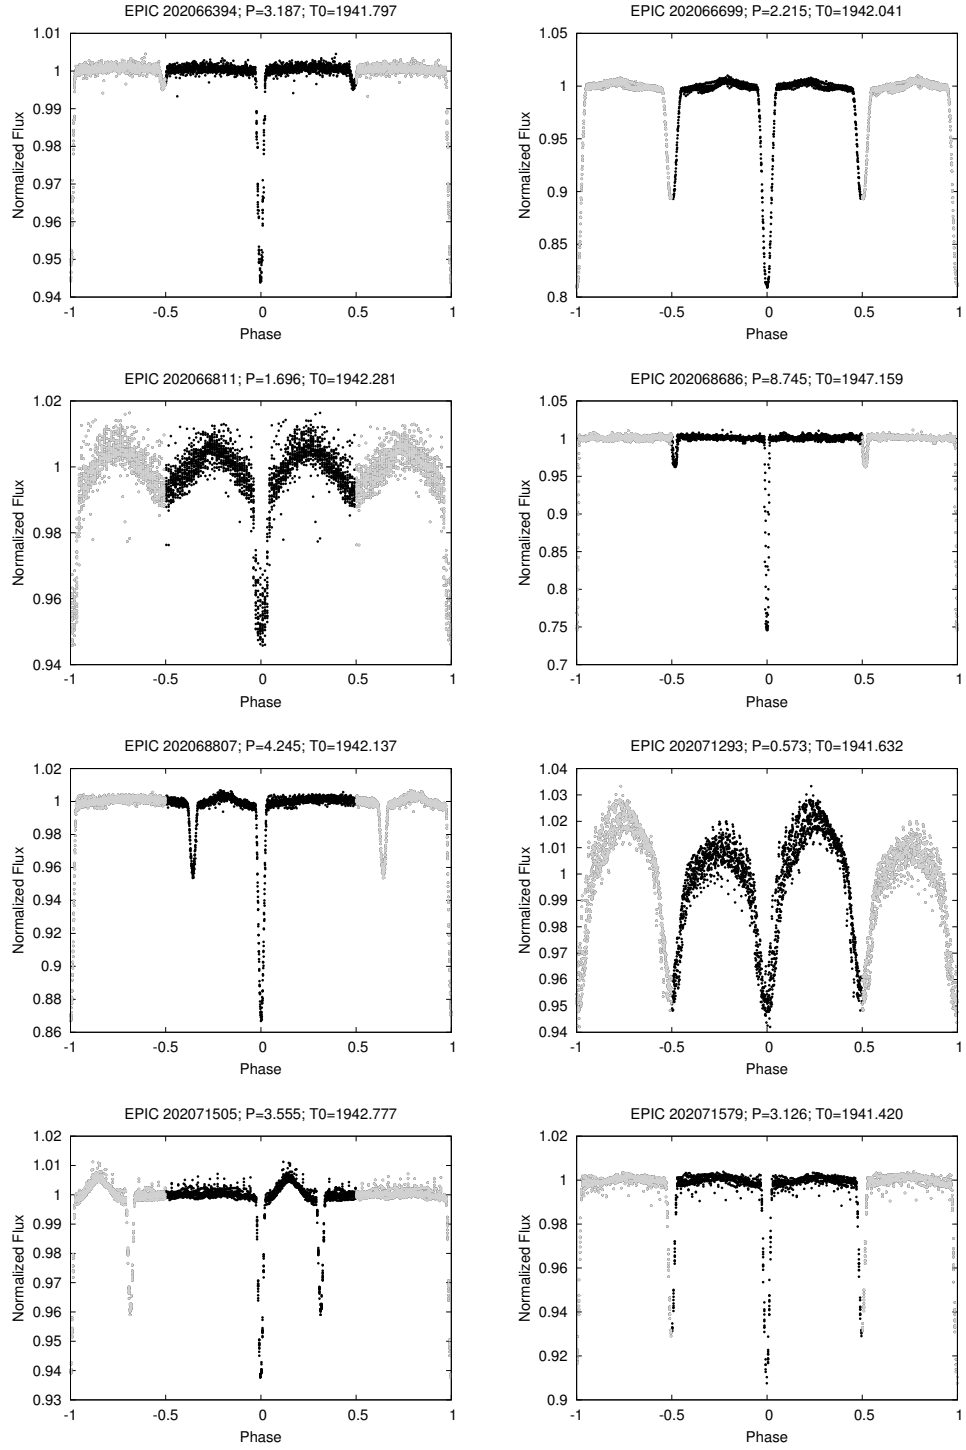 EPIC 202066394; P=3.187; T0=1941.797
1.01
1
0.99
0.98
0.97
0.96
0.95
0.94
Normalized Flux
-1 -0.5 0 0.5 1
Phase
EPIC 202066699; P=2.215; T0=1942.041
1.05
1
0.95
0.9
0.85
0.8
Normalized Flux
-1 -0.5 0 0.5 1
Phase
EPIC 202066811; P=1.696; T0=1942.281
1.02
1
0.98
0.96
0.94
Normalized Flux
-1 -0.5 0 0.5 1
Phase
EPIC 202068686; P=8.745; T0=1947.159
1.05
1
0.95
0.9
0.85
0.8
0.75
0.7
Normalized Flux
-1 -0.5 0 0.5 1
Phase
EPIC 202068807; P=4.245; T0=1942.137
1.02
1
0.98
0.96
0.94
0.92
0.9
0.88
0.86
Normalized Flux
-1 -0.5 0 0.5 1
Phase
EPIC 202071293; P=0.573; T0=1941.632
1.04
1.03
1.02
1.01
1
0.99
0.98
0.97
0.96
0.95
0.94
Normalized Flux
-1 -0.5 0 0.5 1
Phase
EPIC 202071505; P=3.555; T0=1942.777
1.02
1.01
1
0.99
0.98
0.97
0.96
0.95
0.94
0.93
Normalized Flux
-1 -0.5 0 0.5 1
Phase
EPIC 202071579; P=3.126; T0=1941.420
1.02
1
0.98
0.96
0.94
0.92
0.9
Normalized Flux
-1 -0.5 0 0.5 1
Phase